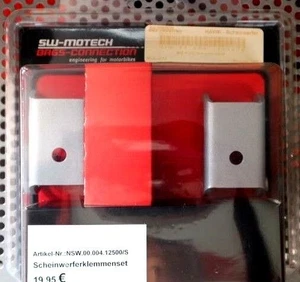 SW-MOTECH
BAGS-CONNECTION
engineering for motorbikes
Artikel-Nr.:NSW.00.004.12500/S
Scheinwerferklemmenset
19,95 €